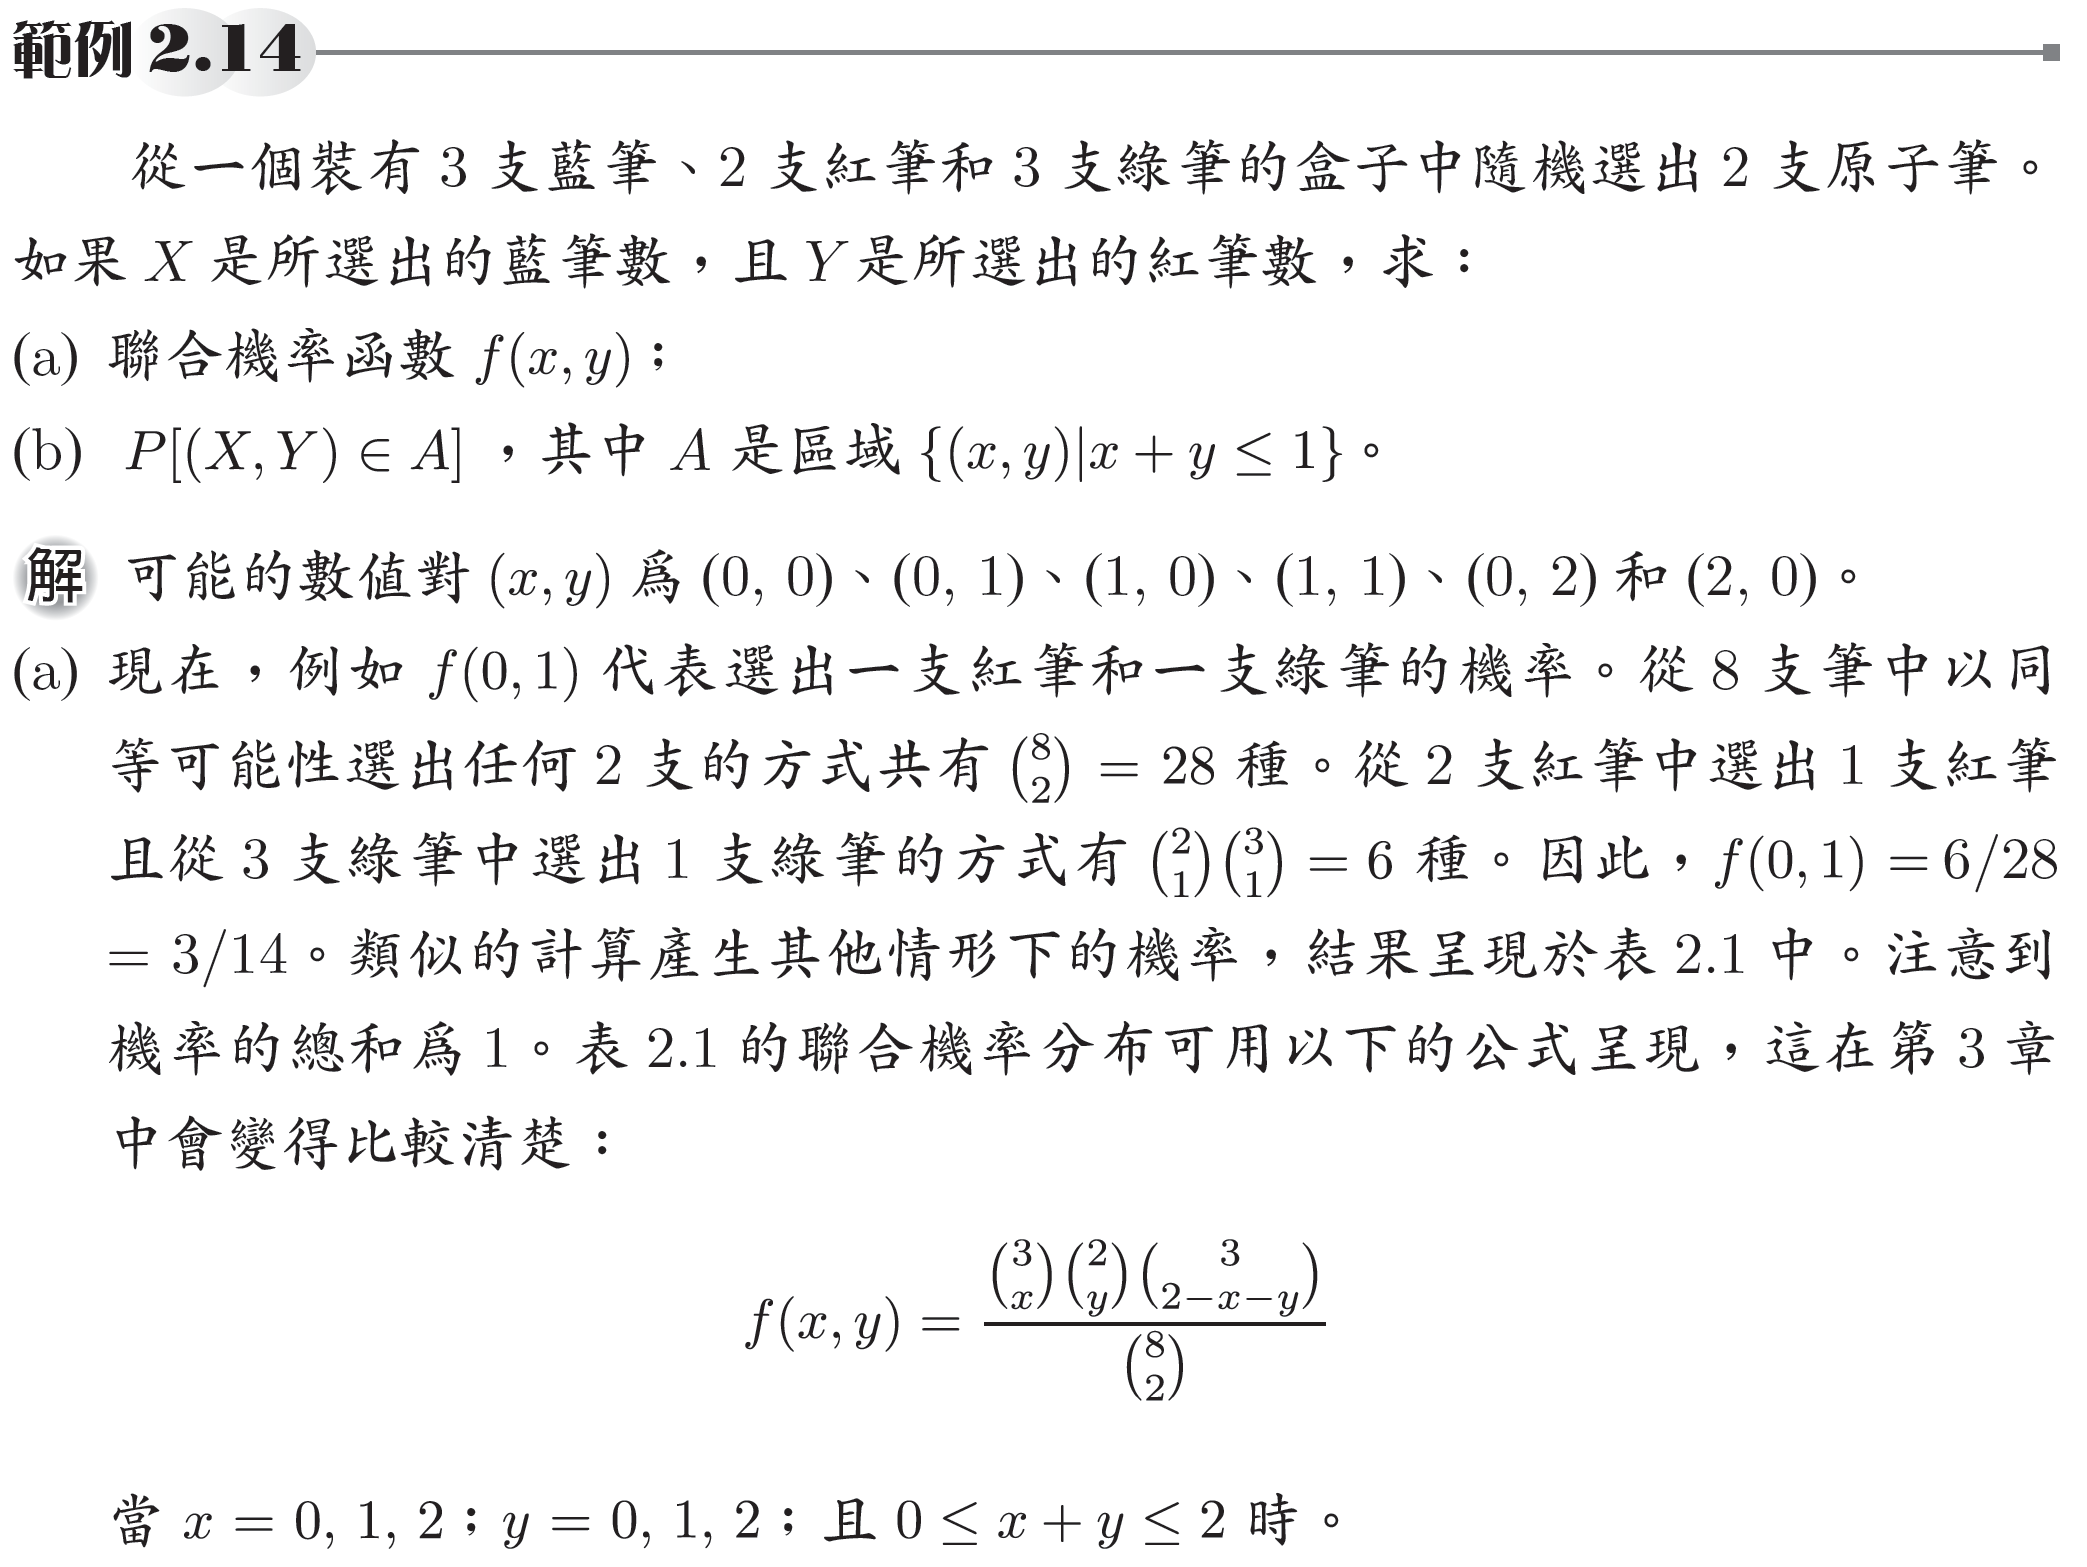 範例 2.14
從一個裝有 3 支藍筆、2 支紅筆和 3 支綠筆的盒子中隨機選出 2 支原子筆。
如果 X 是所選出的藍筆數，且 Y 是所選出的紅筆數，求：
(a) 聯合機率函數 f(x, y)；
(b) P[(X, Y) ∈ A] ，其中 A 是區域 {(x, y)|x + y ≤ 1}。
解 可能的數值對 (x, y) 爲 (0, 0)、(0, 1)、(1, 0)、(1, 1)、(0, 2) 和 (2, 0)。
(a) 現在，例如 f(0, 1) 代表選出一支紅筆和一支綠筆的機率。從 8 支筆中以同
等可能性選出任何 2 支的方式共有 \binom{8}{2} = 28 種。從 2 支紅筆中選出 1 支紅筆
且從 3 支綠筆中選出 1 支綠筆的方式有 \binom{2}{1}\binom{3}{1} = 6 種。因此，f(0, 1) = 6/28
= 3/14。類似的計算產生其他情形下的機率，結果呈現於表 2.1 中。注意到
機率的總和爲 1。表 2.1 的聯合機率分布可用以下的公式呈現，這在第 3 章
中會變得比較清楚：
f(x, y) = \frac{\binom{3}{x}\binom{2}{y}\binom{3}{2-x-y}}{\binom{8}{2}}
當 x = 0, 1, 2；y = 0, 1, 2；且 0 ≤ x + y ≤ 2 時。